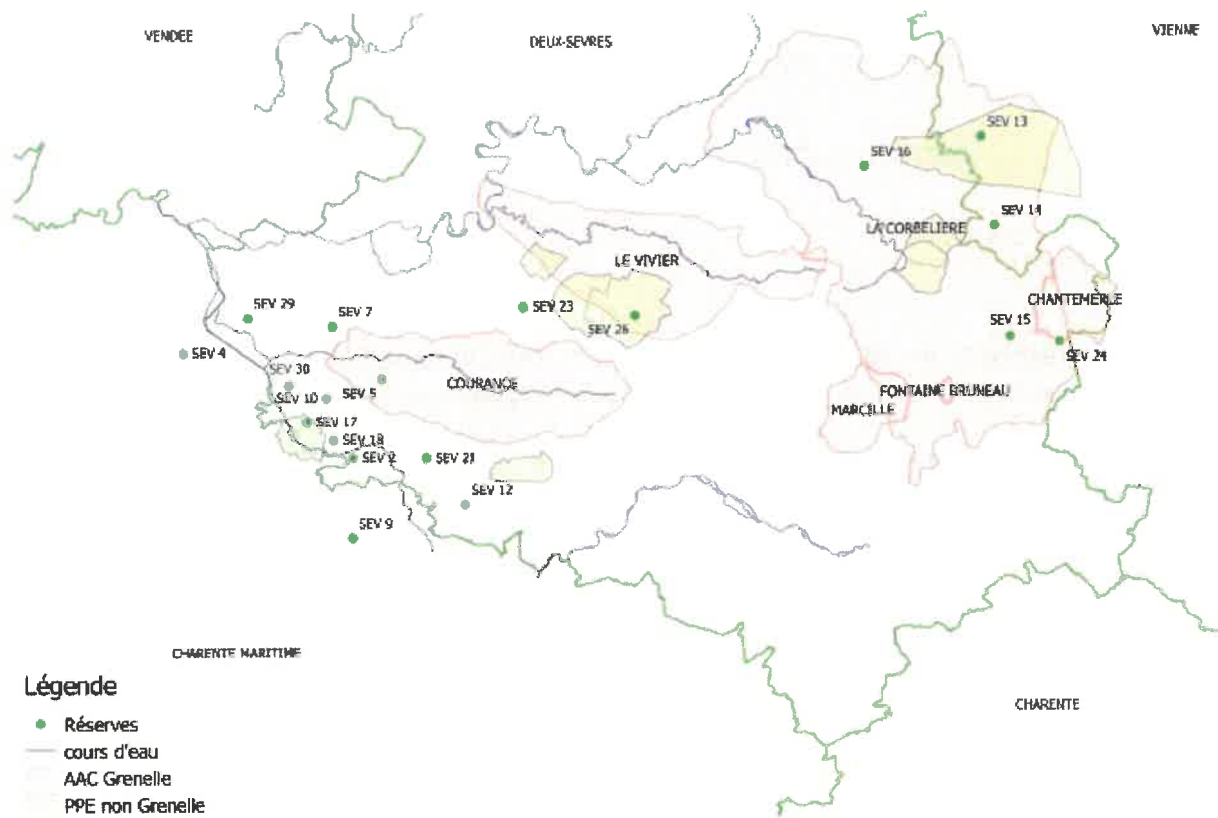 VENDEE
DEUX-SEVRES
VIENNE
SEV 13
SEV 16
SEV 14
LA CORBELIERE
LE VIVIER
CHANTEMERLE
SEV 29
SEV 7
SEV 23
SEV 26
SEV 15
SEV 24
SEV 4
SEV 30
COURANCE
SEV 10
SEV 5
FONTAINE BRUNEAU
MARCILLE
SEV 17
SEV 18
SEV 2
SEV 21
SEV 12
SEV 9
CHARENTE MARITIME
CHARENTE
Légende
Réserves
cours d'eau
AAC Grenelle
PPE non Grenelle